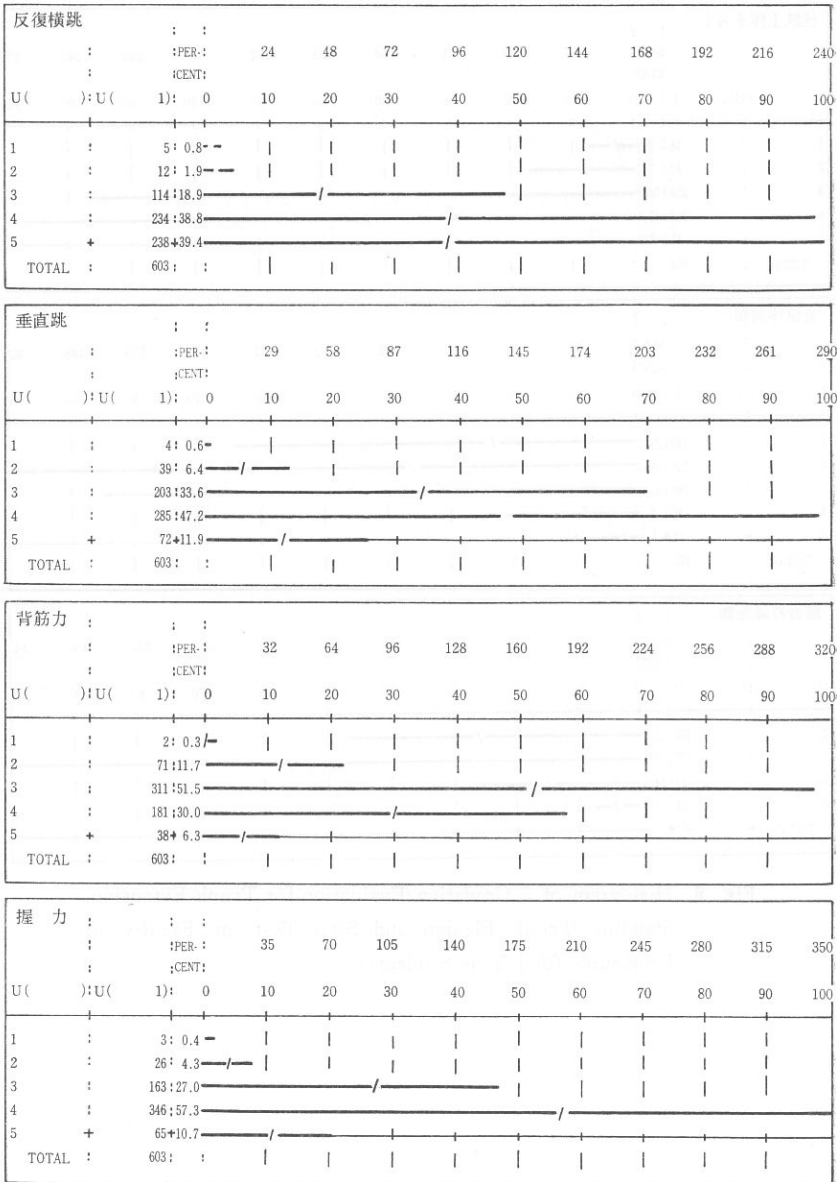 反復横跳
: :
: :PER-: 24 48 72 96 120 144 168 192 216 240
: :CENT:
U( ):U( 1): 0 10 20 30 40 50 60 70 80 90 100
1 : 5: 0.8
2 : 12: 1.9
3 : 114:18.9
4 : 234:38.8
5 + 238+39.4
TOTAL : 603: :
垂直跳
: :
: :PER-: 29 58 87 116 145 174 203 232 261 290
: :CENT:
U( ):U( 1): 0 10 20 30 40 50 60 70 80 90 100
1 : 4: 0.6
2 : 39: 6.4
3 : 203:33.6
4 : 285:47.2
5 + 72+11.9
TOTAL : 603: :
背筋力
: : :
: :PER-: 32 64 96 128 160 192 224 256 288 320
: :CENT:
U( ):U( 1): 0 10 20 30 40 50 60 70 80 90 100
1 : 2: 0.3
2 : 71:11.7
3 : 311:51.5
4 : 181:30.0
5 + 38+ 6.3
TOTAL : 603: :
握 力
: : :
: :PER-: 35 70 105 140 175 210 245 280 315 350
: :CENT:
U( ):U( 1): 0 10 20 30 40 50 60 70 80 90 100
1 : 3: 0.4
2 : 26: 4.3
3 : 163:27.0
4 : 346:57.3
5 + 65+10.7
TOTAL : 603: :